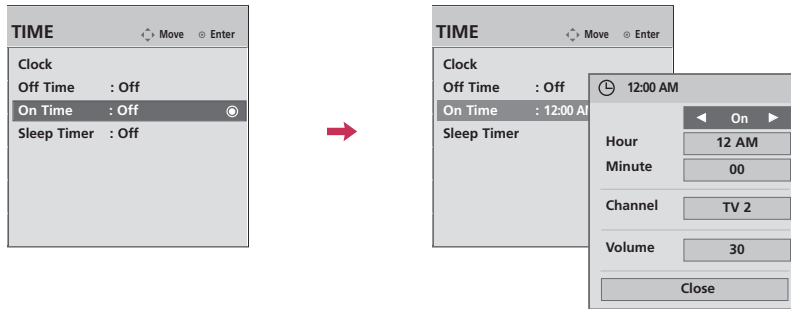 TIME Move Enter
Clock
Off Time : Off
On Time : Off
Sleep Timer : Off
TIME Move Enter
Clock
Off Time : Off
On Time : 12:00 AM
Sleep Timer
12:00 AM
◀ On ▶
Hour 12 AM
Minute 00
Channel TV 2
Volume 30
Close